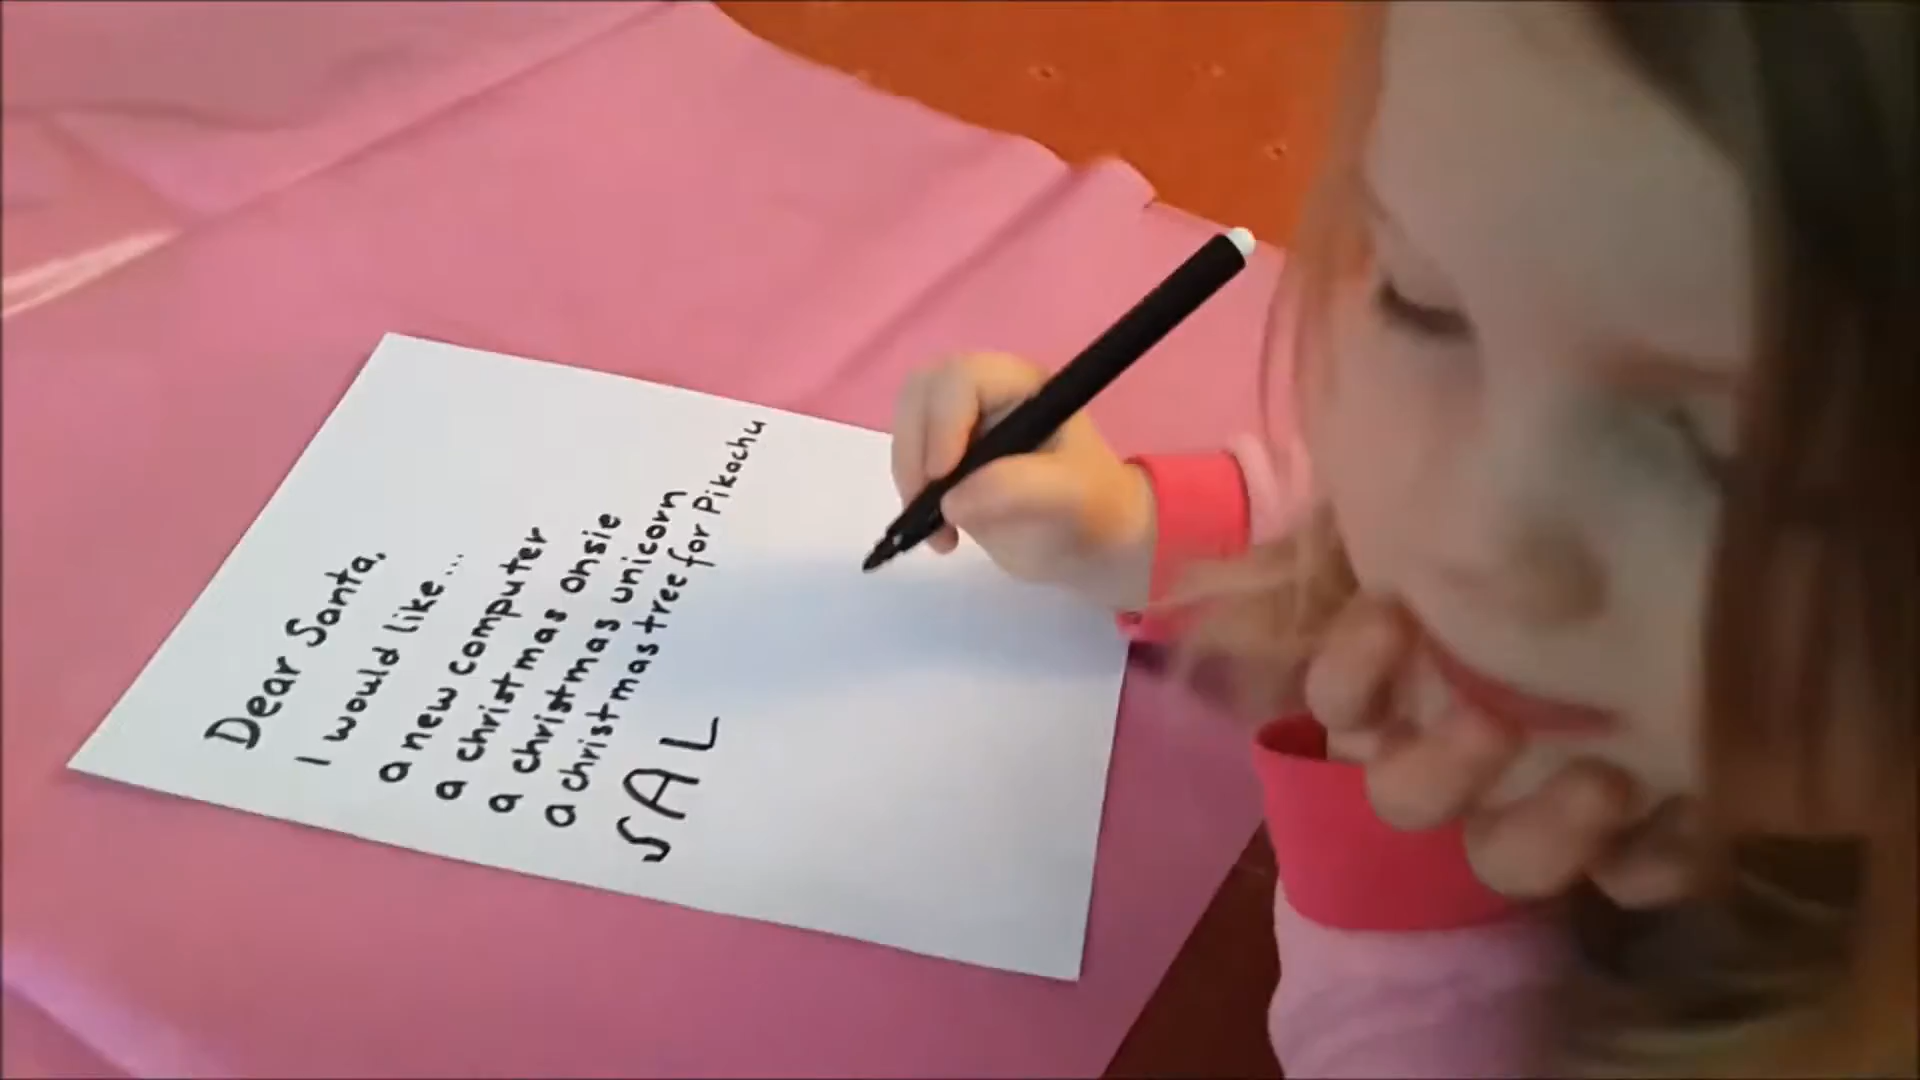 Dear Santa,
I would like...
a new computer
a christmas onsie
a christmas unicorn
a christmas tree for Pikachu
SAL